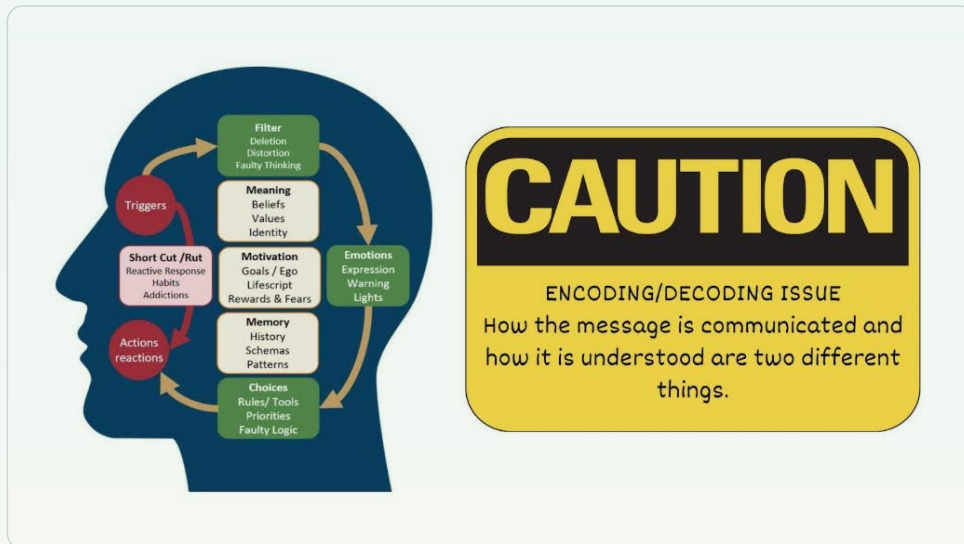 Filter
Deletion
Distortion
Faulty Thinking
Triggers
Meaning
Beliefs
Values
Identity
Short Cut /Rut
Reactive Response
Habits
Addictions
Motivation
Goals / Ego
Lifescript
Rewards & Fears
Emotions
Expression
Warning
Lights
Memory
History
Schemas
Patterns
Actions
reactions
Choices
Rules/ Tools
Priorities
Faulty Logic
CAUTION
ENCODING/DECODING ISSUE
How the message is communicated and
how it is understood are two different
things.